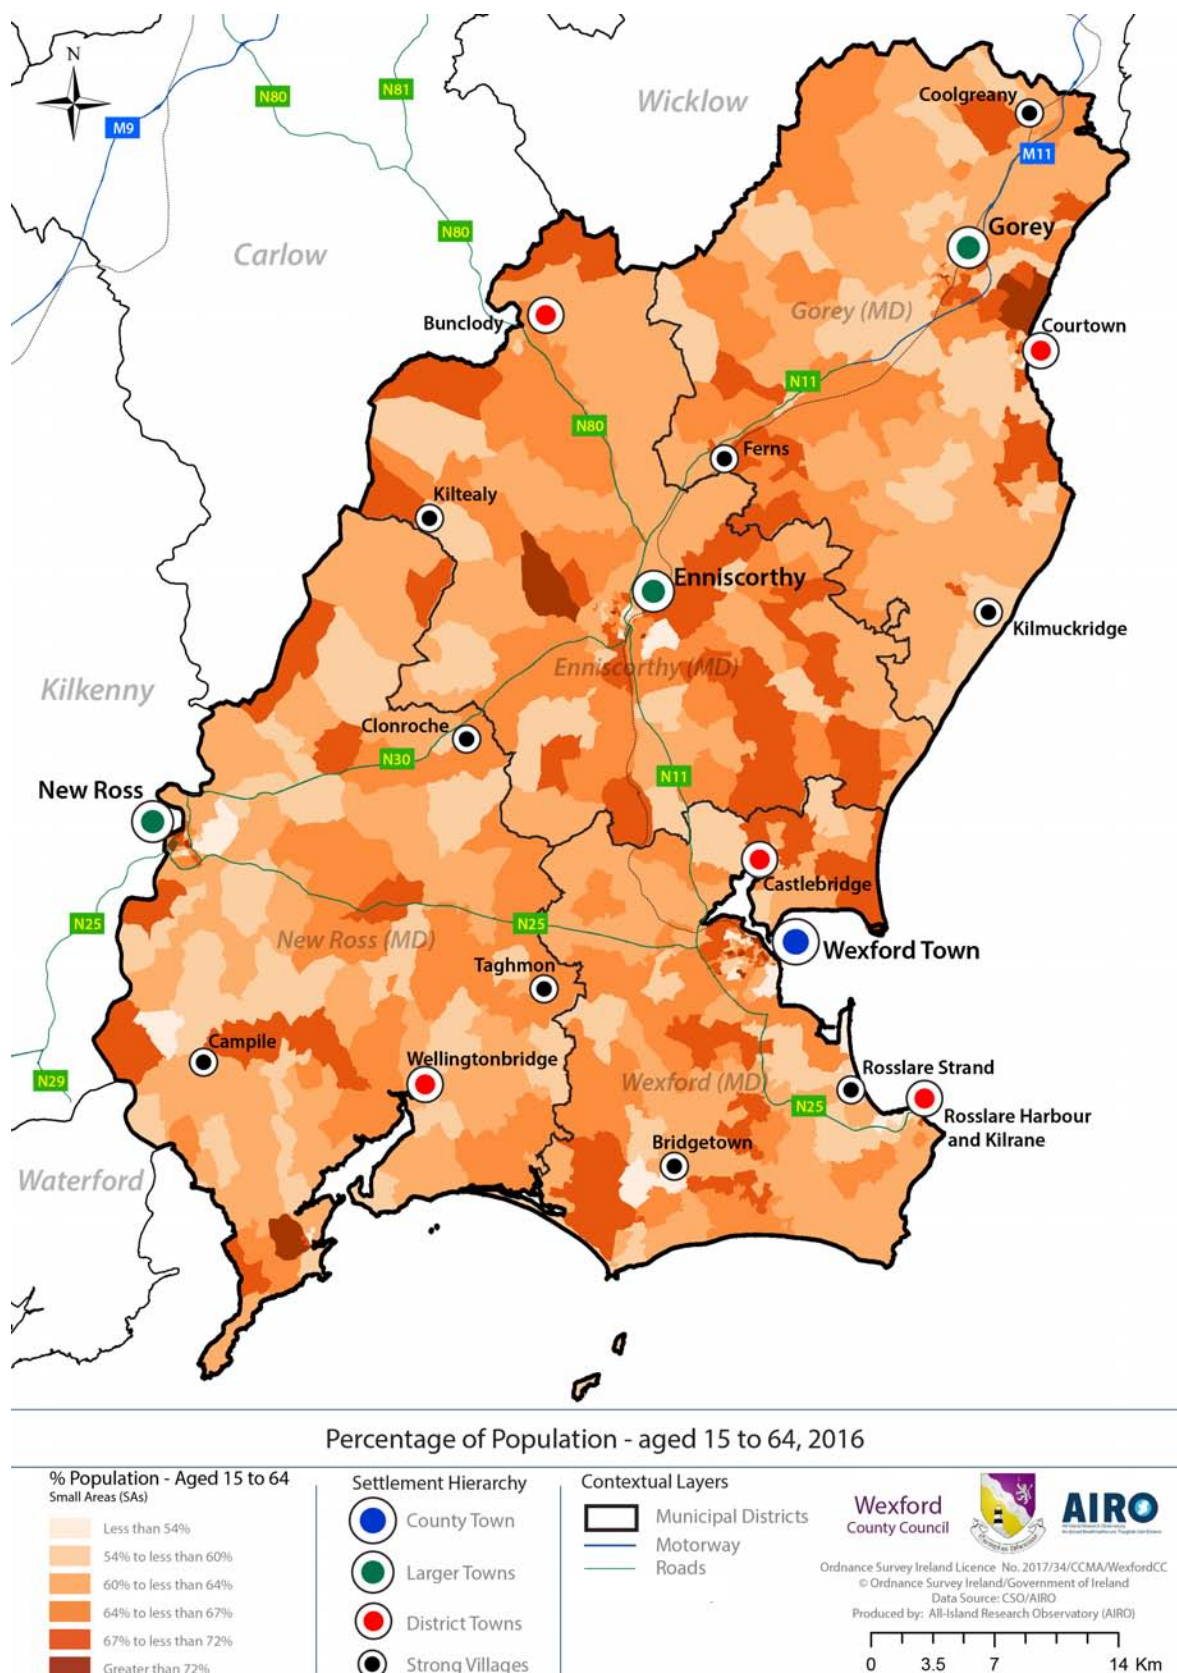 N
Wicklow
Coolgreany
N80
N81
M9
M11
N80
Gorey
Carlow
Bunclody
Gorey (MD)
Courtown
N11
N80
Ferns
Kiltealy
Enniscorthy
Kilmuckridge
Enniscorthy (MD)
Kilkenny
Clonroche
N30
N11
New Ross
Castlebridge
N25
N25
New Ross (MD)
Wexford Town
Taghmon
Campile
Wellingtonbridge
N29
Wexford (MD)
Rosslare Strand
N25
Rosslare Harbour
and Kilrane
Bridgetown
Waterford
Percentage of Population - aged 15 to 64, 2016
% Population - Aged 15 to 64
Small Areas (SAs)
Less than 54%
54% to less than 60%
60% to less than 64%
64% to less than 67%
67% to less than 72%
Greater than 72%
Settlement Hierarchy
County Town
Larger Towns
District Towns
Strong Villages
Contextual Layers
Municipal Districts
Motorway
Roads
Wexford
County Council
AIRO
Ordnance Survey Ireland Licence No. 2017/34/CCMA/WexfordCC
© Ordnance Survey Ireland/Government of Ireland
Data Source: CSO/AIRO
Produced by: All-Island Research Observatory (AIRO)
0 3.5 7 14 Km